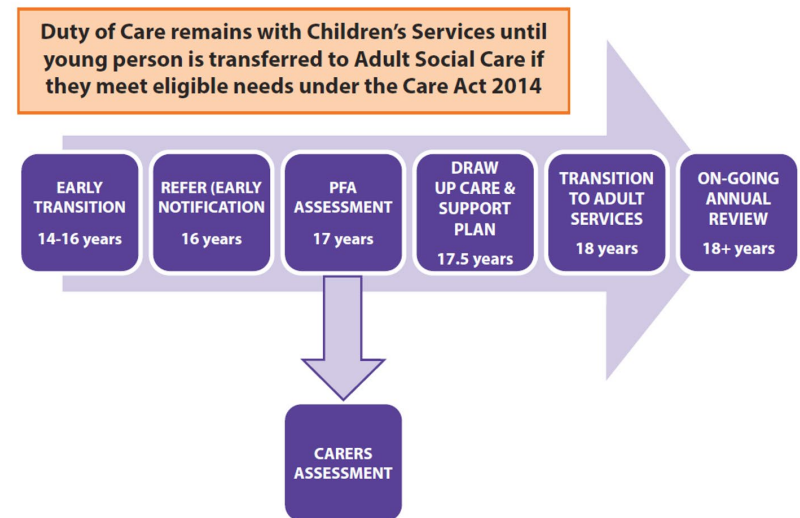 Duty of Care remains with Children’s Services until
young person is transferred to Adult Social Care if
they meet eligible needs under the Care Act 2014
EARLY
TRANSITION
14-16 years
REFER (EARLY
NOTIFICATION
16 years
PFA
ASSESSMENT
17 years
DRAW
UP CARE &
SUPPORT
PLAN
17.5 years
TRANSITION
TO ADULT
SERVICES
18 years
ON-GOING
ANNUAL
REVIEW
18+ years
CARERS
ASSESSMENT